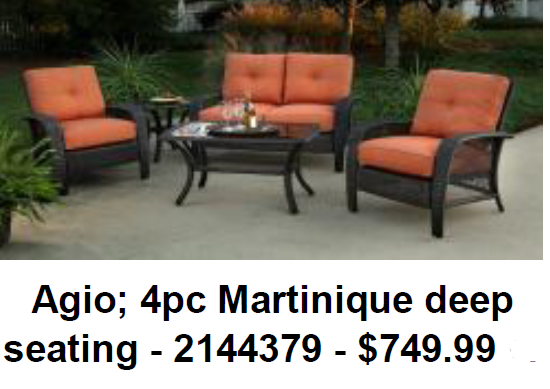 Agio; 4pc Martinique deep
seating - 2144379 - $749.99